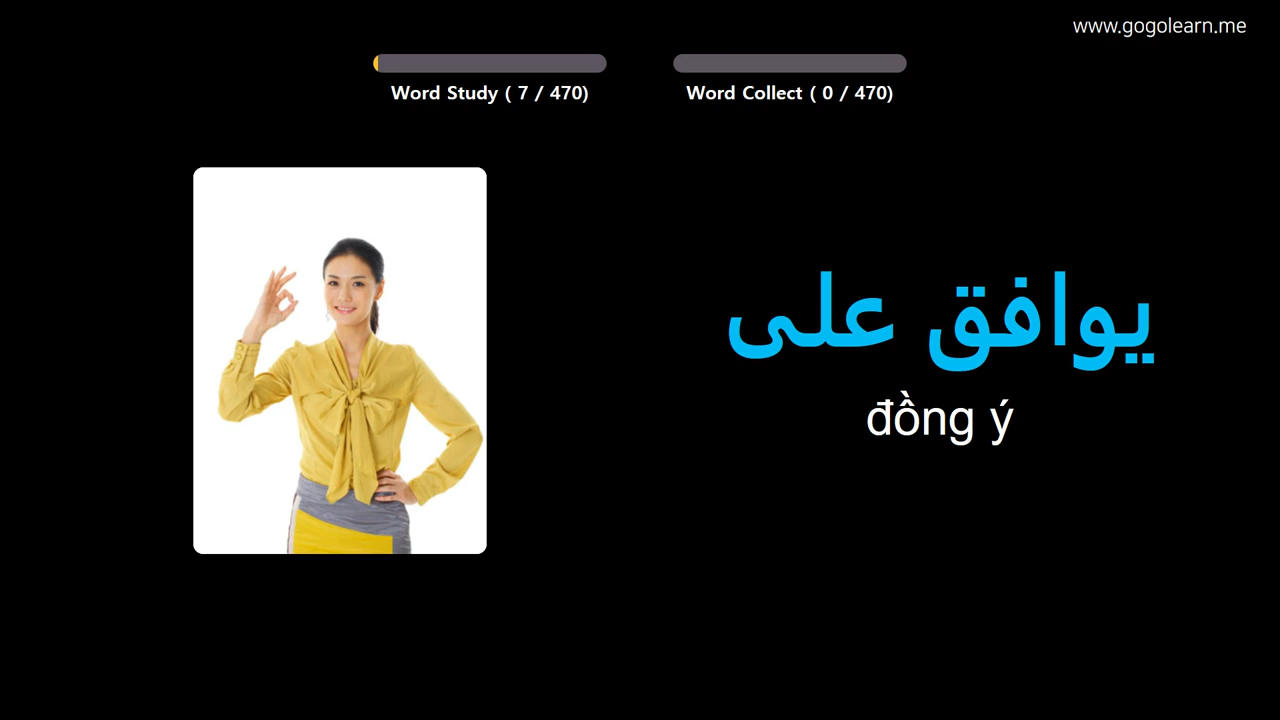 www.gogolearn.me
Word Study ( 7 / 470)
Word Collect ( 0 / 470)
يوافق على
đồng ý